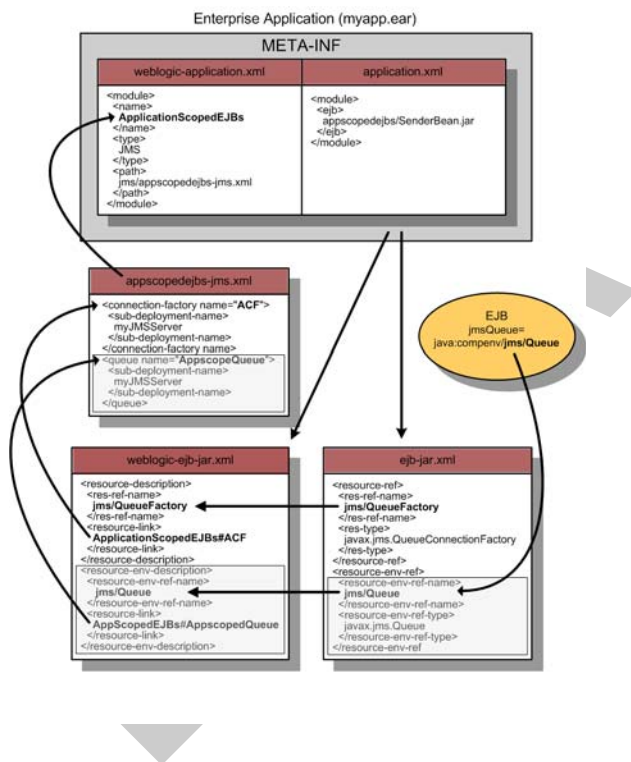 Enterprise Application (myapp.ear)
META-INF
weblogic-application.xml
<module>
<name>
ApplicationScopedEJBs
</name>
<type>
JMS
</type>
<path>
jms/appscopedejbs-jms.xml
</path>
</module>
application.xml
<module>
<ejb>
appscopedejbs/SenderBean.jar
</ejb>
</module>
appscopedejbs-jms.xml
<connection-factory name="ACF">
<sub-deployment-name>
myJMSServer
</sub-deployment-name>
</connection-factory name>
<queue name="AppscopeQueue">
<sub-deployment-name>
myJMSServer
</sub-deployment-name>
</queue>
EJB
jmsQueue=
java:compenv/jms/Queue
weblogic-ejb-jar.xml
<resource-description>
<res-ref-name>
jms/QueueFactory
</res-ref-name>
<resource-link>
ApplicationScopedEJBs#ACF
</resource-link>
</resource-description>
<resource-env-description>
<resource-env-ref-name>
jms/Queue
</resource-env-ref-name>
<resource-link>
AppScopedEJBs#AppscopedQueue
</resource-link>
</resource-env-description>
ejb-jar.xml
<resource-ref>
<res-ref-name>
jms/QueueFactory
</res-ref-name>
<res-type>
javax.jms.QueueConnectionFactory
</res-type>
</resource-ref>
<resource-env-ref>
<resource-env-ref-name>
jms/Queue
</resource-env-ref-name>
<resource-env-ref-type>
javax.jms.Queue
</resource-env-ref-type>
</resource-env-ref